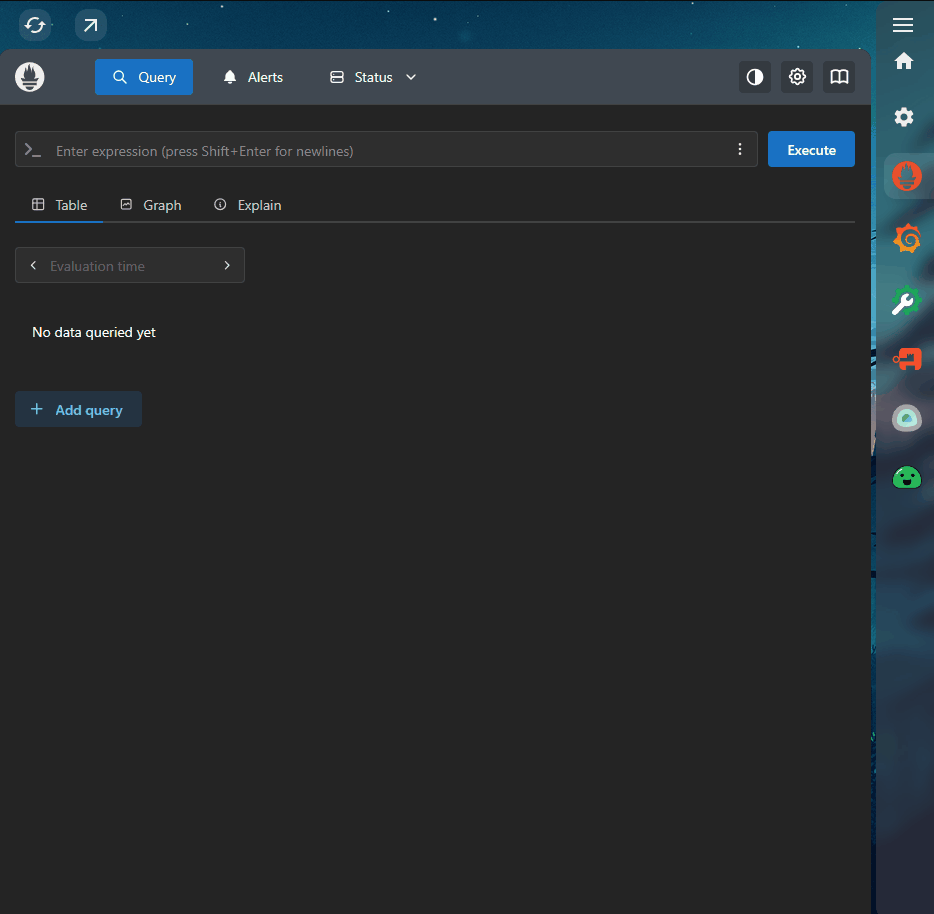 Query Alerts Status
Enter expression (press Shift+Enter for newlines) Execute
Table Graph Explain
Evaluation time
No data queried yet
Add query